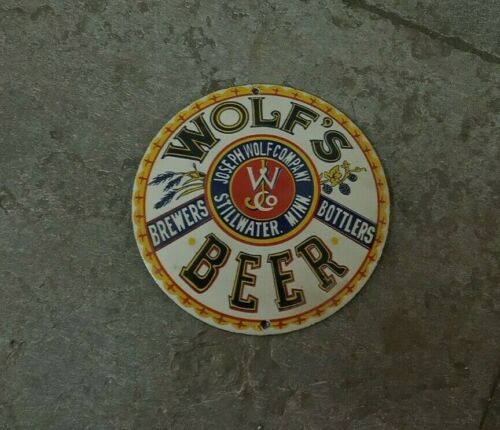 WOLF'S
JOSEPH WOLF COMPANY
J W Co
STILLWATER. MINN.
BREWERS
BOTTLERS
BEER